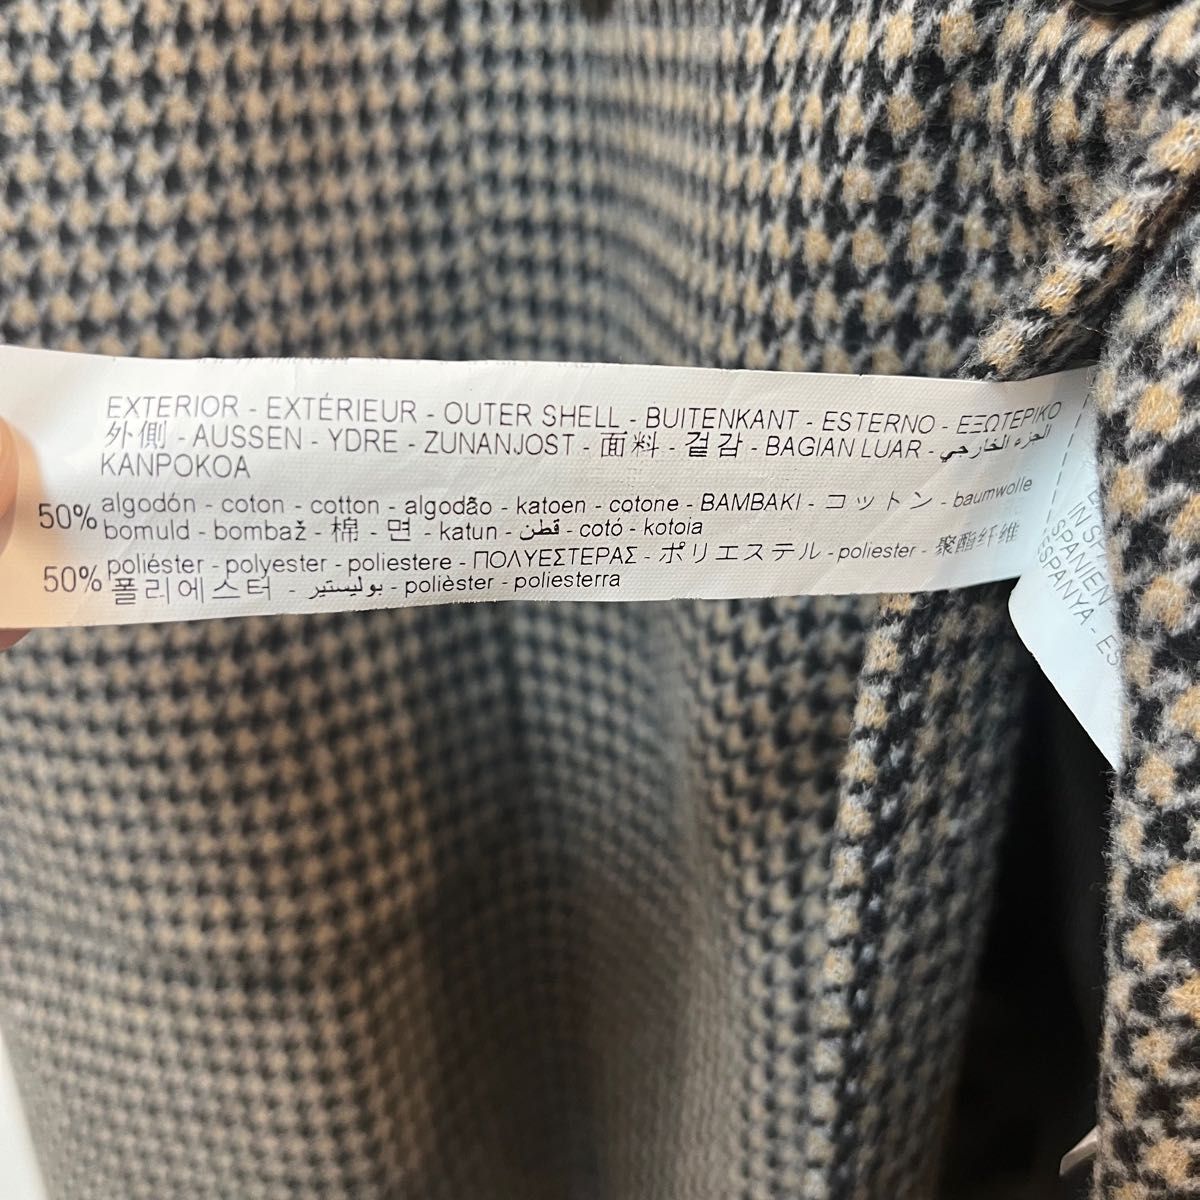 EXTERIOR - EXTÉRIEUR - OUTER SHELL - BUITENKANT - ESTERNO - ΕΞΩΤΕΡΙΚΟ
外側 - AUSSEN - YDRE - ZUNANJOST - 面料 - 겉감 - BAGIAN LUAR - الجزء الخارجي
KANPOKOA
50% algodón - coton - cotton - algodão - katoen - cotone - BAMBAKI - コットン - baumwolle
bomuld - bombaž - 棉 - 면 - katun - قطن - cotó - kotoia
50% poliéster - polyester - poliestere - ΠΟΛΥΕΣΤΕΡΑΣ - ポリエステル - poliester - 聚酯纤维
폴리에스터 - بوليستير - polièster - poliesterra
SPANIEN
ESPANYA - ES